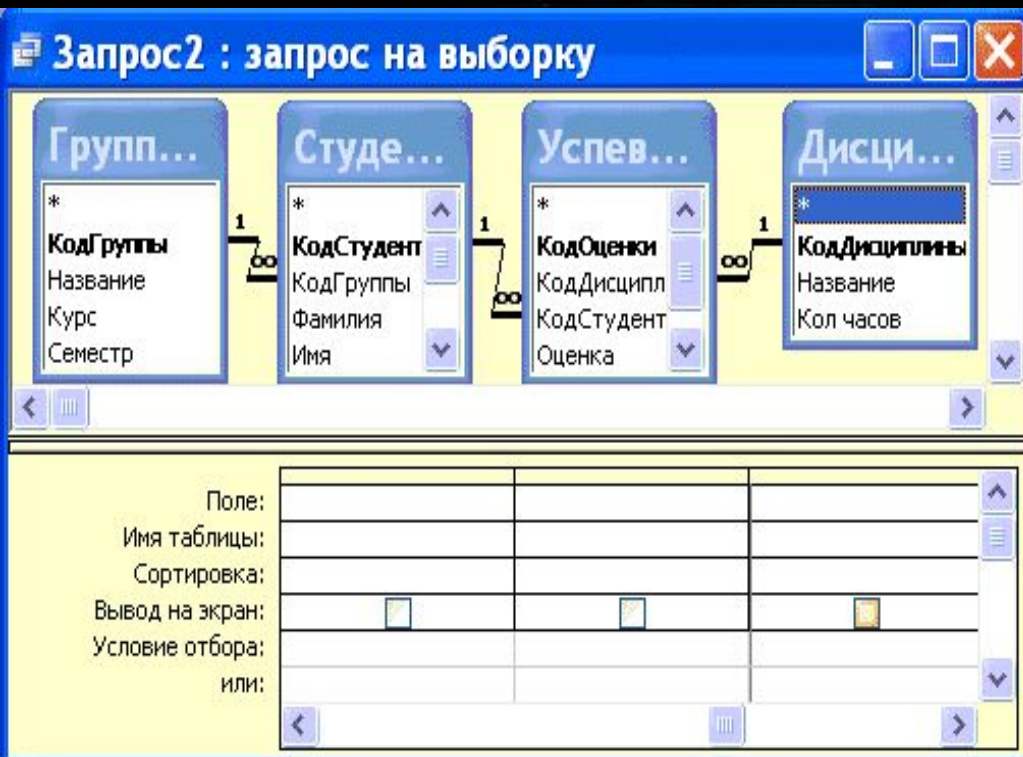 Запрос2 : запрос на выборку
Групп...
*
КодГруппы
Название
Курс
Семестр
1
∞
Студе...
*
КодСтудент
КодГруппы
Фамилия
Имя
1
∞
Успев...
*
КодОценки
КодДисципл
КодСтудент
Оценка
∞
1
Дисци...
*
КодДисциплины
Название
Кол часов
Поле:
Имя таблицы:
Сортировка:
Вывод на экран:
Условие отбора:
или: